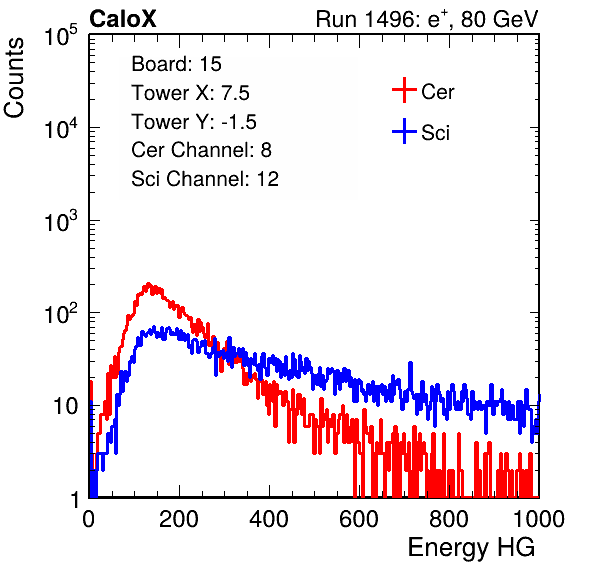 CaloX Run 1496: e⁺, 80 GeV
Counts
Board: 15
Tower X: 7.5
Tower Y: -1.5
Cer Channel: 8
Sci Channel: 12
Cer
Sci
10⁵
10⁴
10³
10²
10
1
0 200 400 600 800 1000
Energy HG